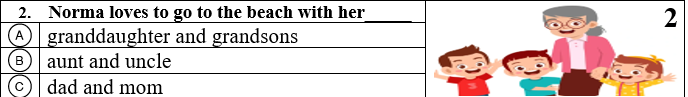 2. Norma loves to go to the beach with her_____
2
A granddaughter and grandsons
B aunt and uncle
C dad and mom